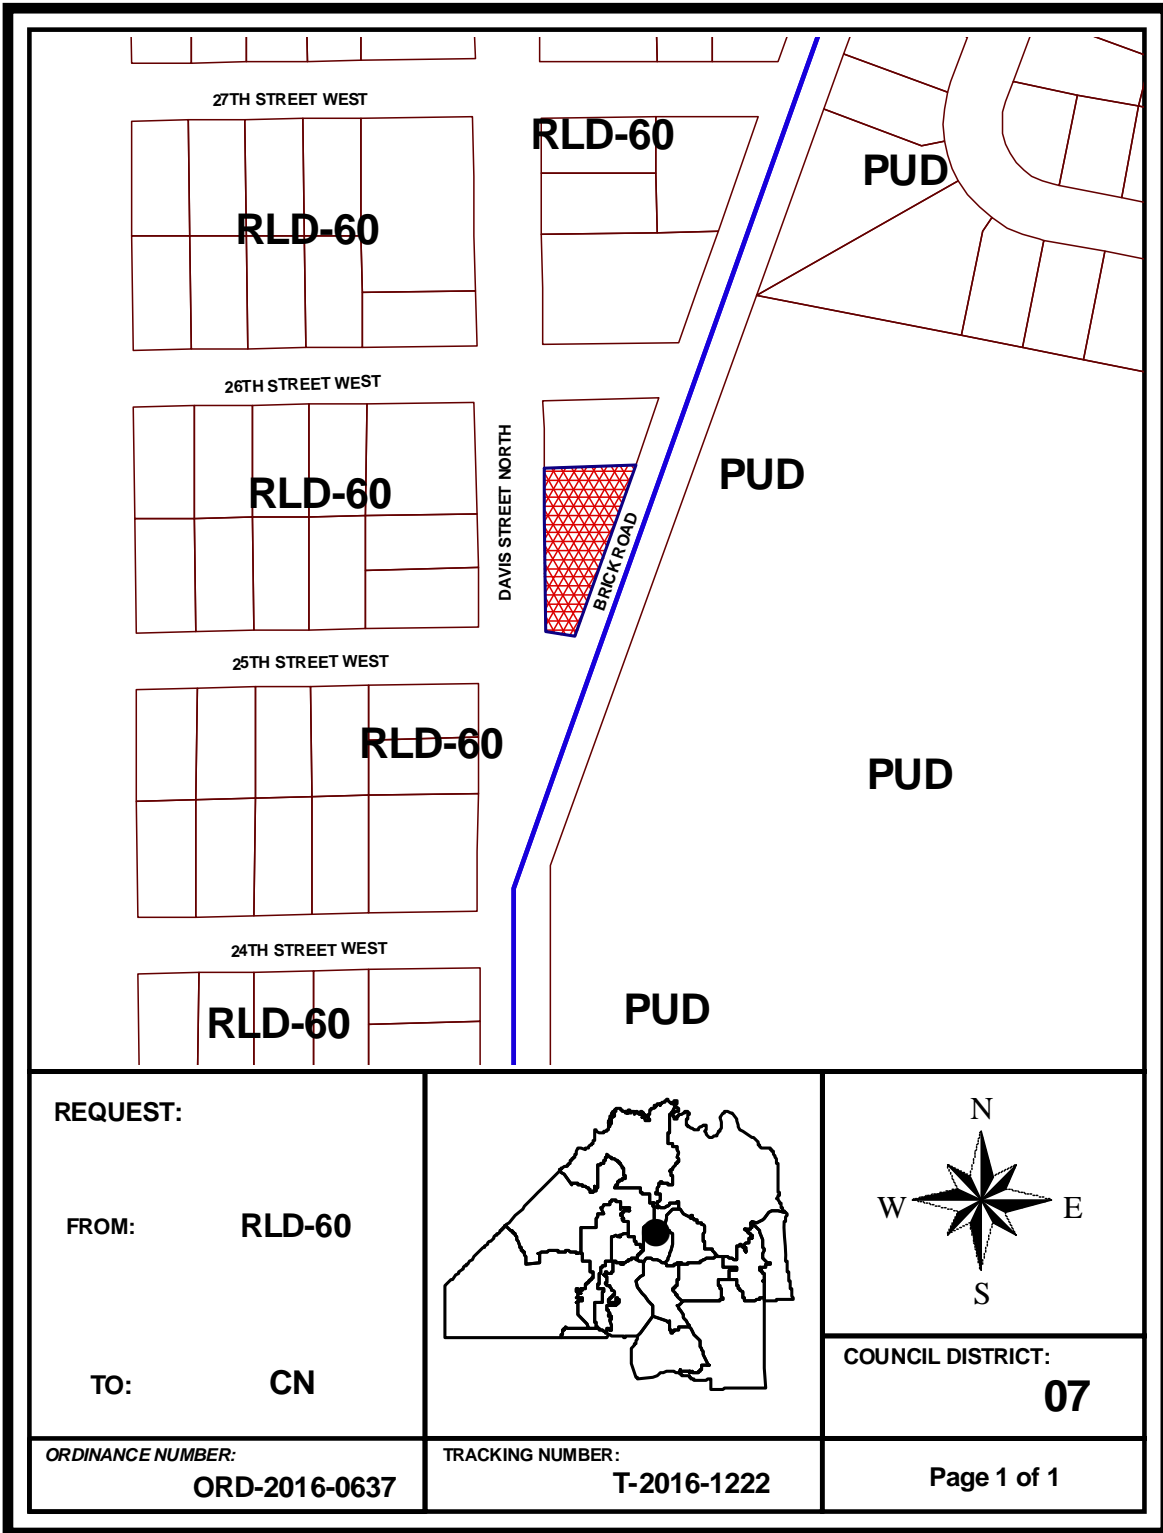 27TH STREET WEST
RLD-60
PUD
RLD-60
26TH STREET WEST
DAVIS STREET NORTH
PUD
RLD-60
BRICK ROAD
25TH STREET WEST
RLD-60
PUD
24TH STREET WEST
RLD-60
PUD
REQUEST:
FROM: RLD-60
TO: CN
N
W E
S
COUNCIL DISTRICT:
07
ORDINANCE NUMBER:
ORD-2016-0637
TRACKING NUMBER:
T-2016-1222
Page 1 of 1